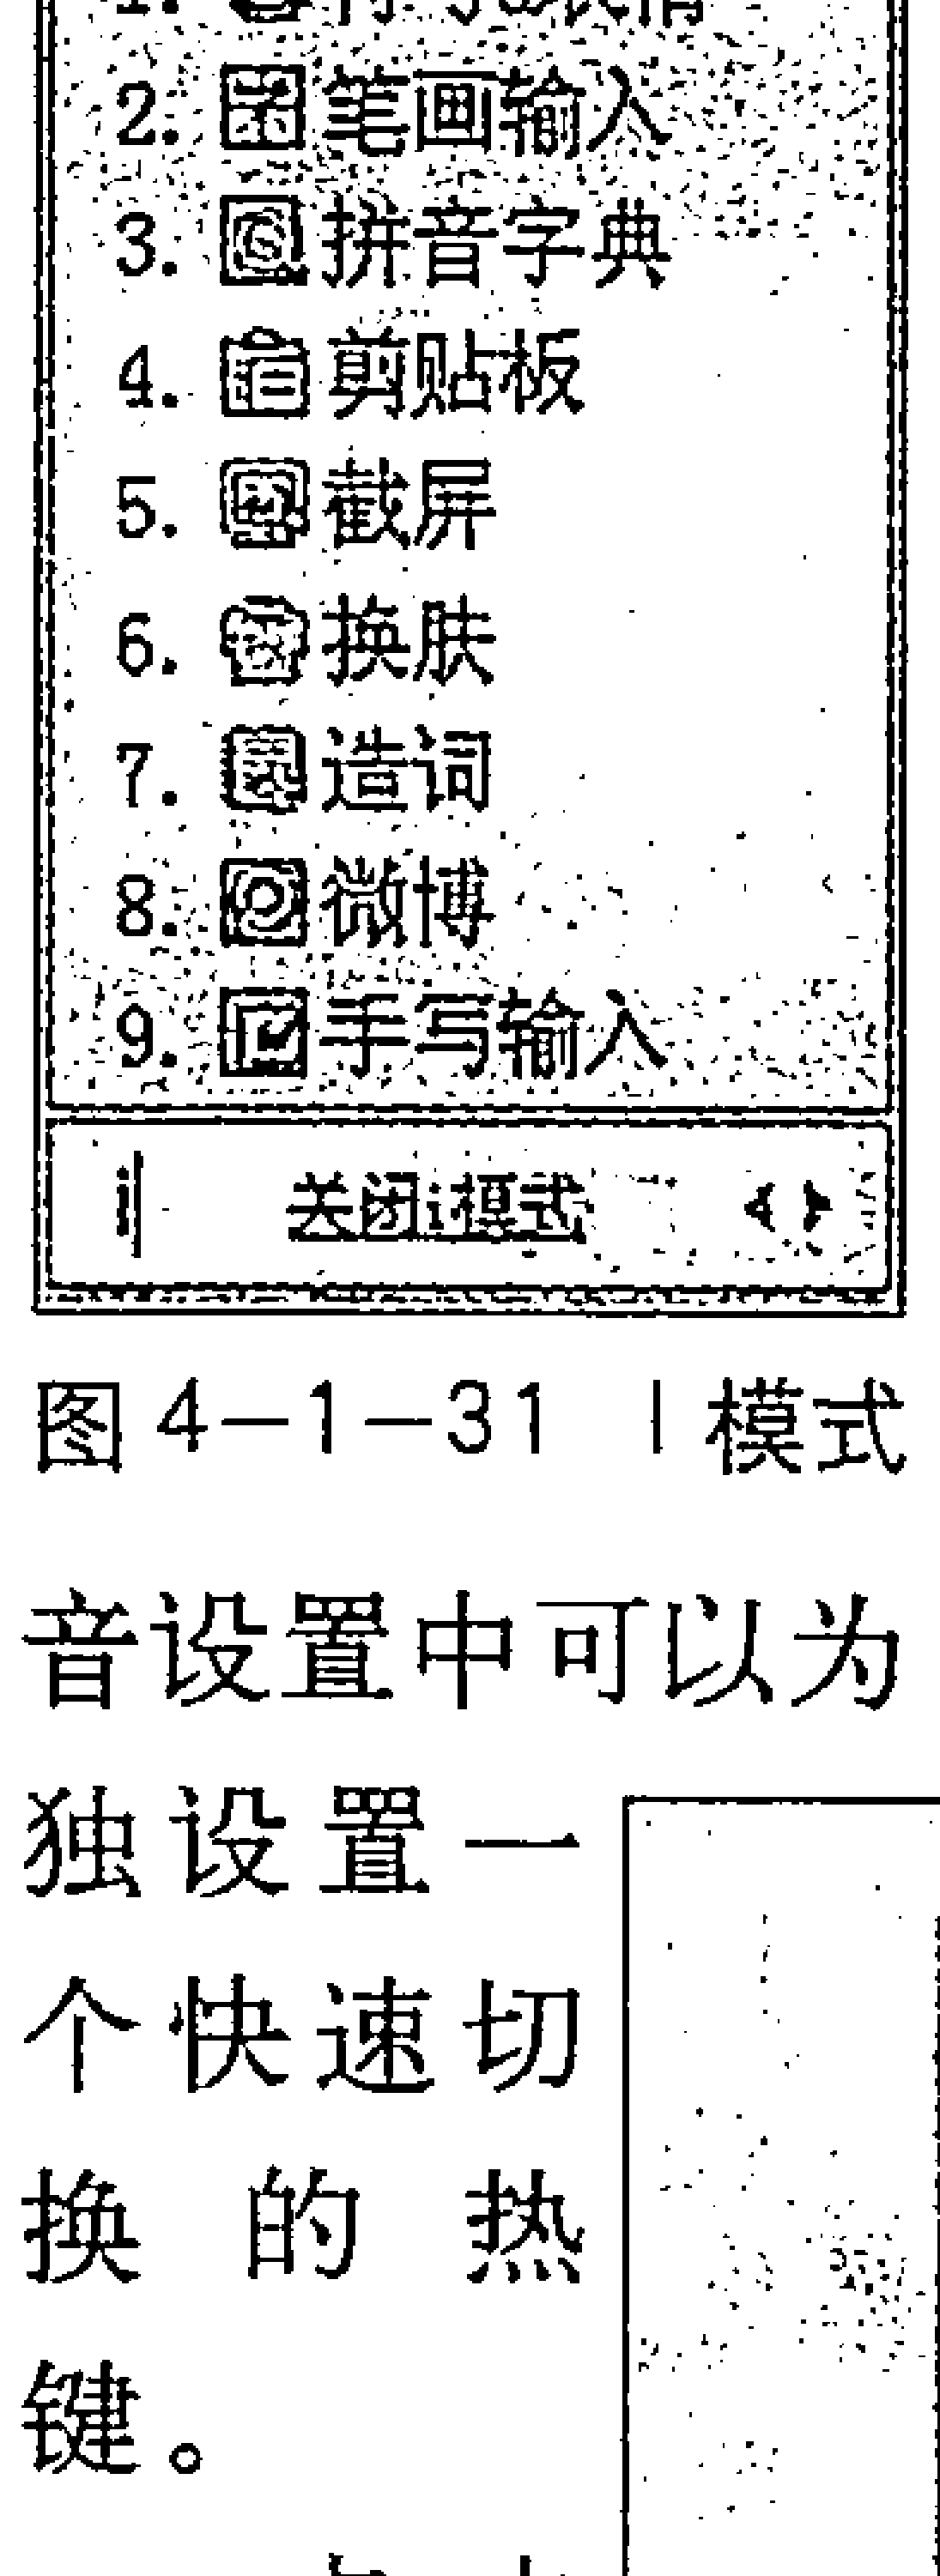 2. 笔画输入
3. 拼音字典
4. 剪贴板
5. 截屏
6. 换肤
7. 造词
8. 微博
9. 手写输入
i 关闭i模式
图 4-1-31 I 模式
音设置中可以为
独设置一
个快速切
换的热
键。